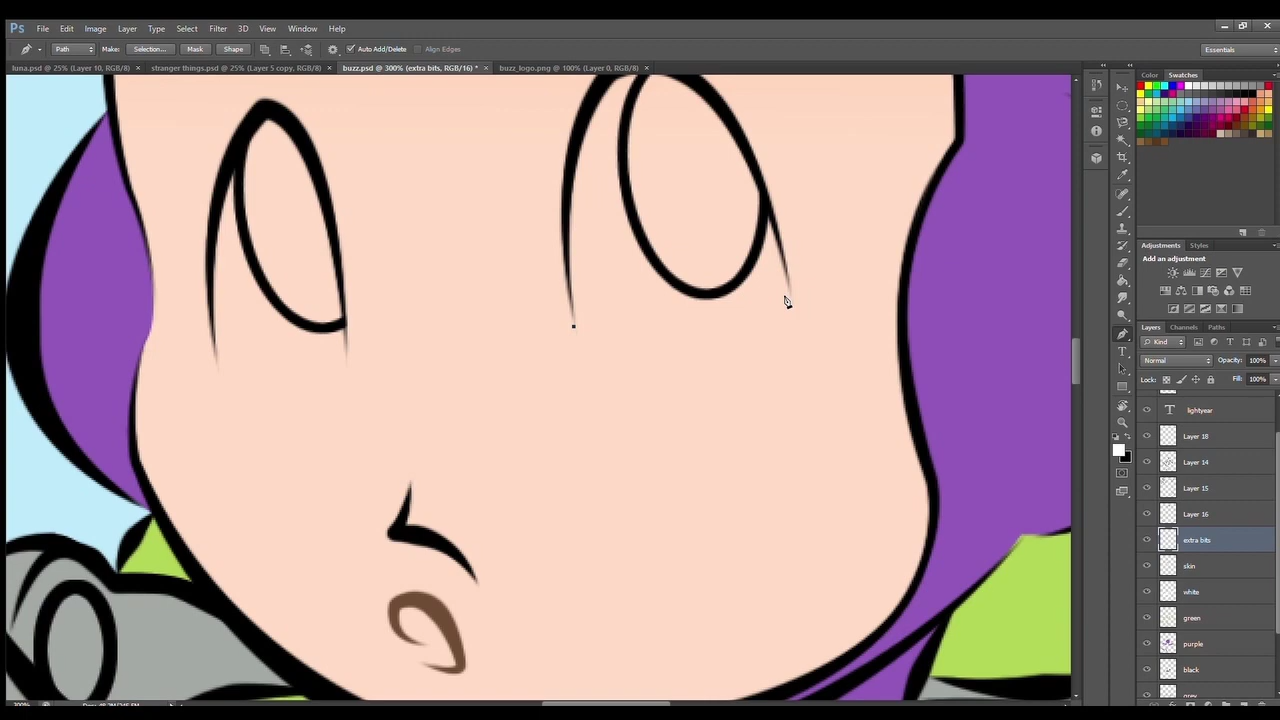 Ps File Edit Image Layer Type Select Filter 3D View Window Help
Path Make: Selection... Mask Shape Auto Add/Delete Align Edges Essentials
luna.psd @ 25% (Layer 10, RGB/8) × stranger things.psd @ 25% (Layer 5 copy, RGB/8) × buzz.psd @ 300% (extra bits, RGB/16) * × buzz_logo.png @ 100% (Layer 0, RGB/8) ×
Color Swatches
Adjustments Styles
Add an adjustment
Layers Channels Paths
Kind
Normal Opacity: 100%
Lock: Fill: 100%
T lightyear
Layer 18
Layer 14
Layer 15
Layer 16
extra bits
skin
white
green
purple
black
grey